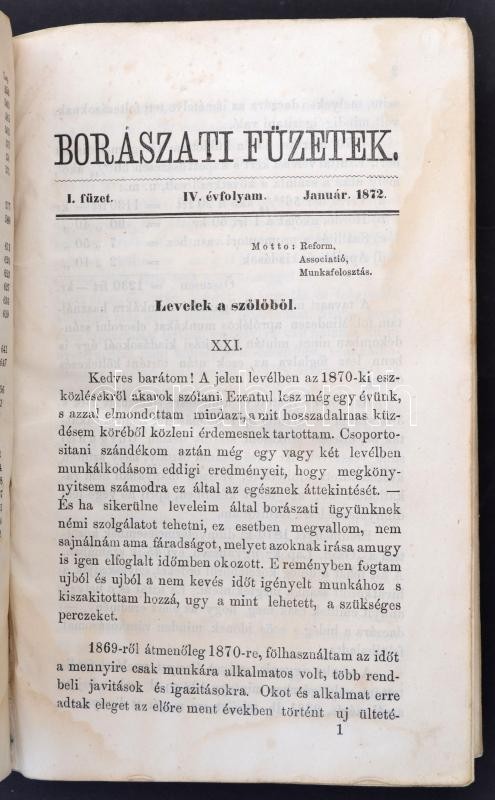 BORÁSZATI FÜZETEK.
I. füzet. IV. évfolyam. Január. 1872.
Motto: Reform,
Associatió,
Munkafelosztás.
Levelek a szölöböl.
XXI.
Kedves barátom! A jelen levélben az 1870-ki esz-
közlésekről akarok szólani. Ezentul lesz még egy évünk,
s azzal elmondottam mindazt, a mit hosszadalmas küz-
désem köréből közleni érdemesnek tartottam. Csoporto-
sitani szándékom aztán még egy vagy két levélben
munkálkodásom eddigi eredményeit, hogy megköny-
nyitsem számodra ez által az egésznek áttekintését. —
És ha sikerülne leveleim által borászati ügyünknek
némi szolgálatot tehetni, ez esetben megvallom, nem
sajnálnám ama fáradságot, melyet azoknak irása amugy
is igen elfoglalt időmben okozott. E reményben fogtam
ujból és ujból a nem kevés időt igényelt munkához s
kiszakitottam hozzá, ugy a mint lehetett, a szükséges
perczeket.
1869-ről átmenőleg 1870-re, fölhasználtam az időt
a mennyire csak munkára alkalmatos volt, több rend-
beli javitások és igazitásokra. Okot és alkalmat erre
adtak eleget az előre ment években történt uj ülteté-
1